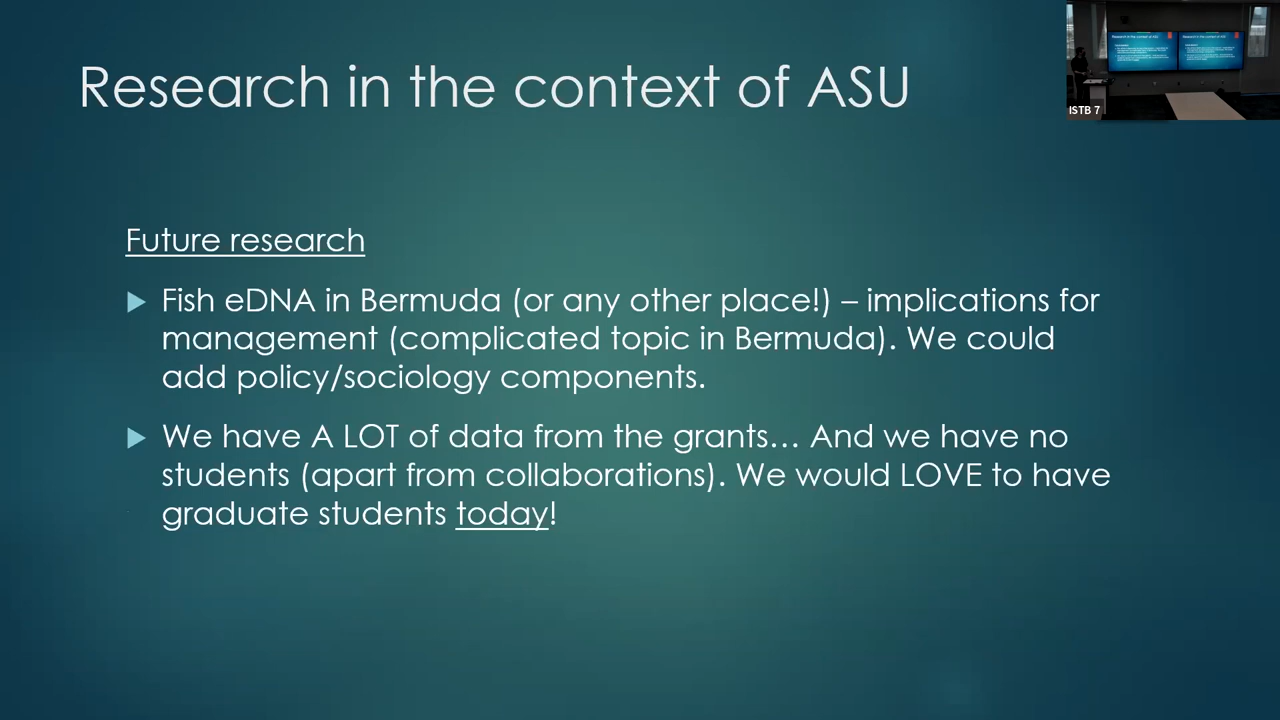 Research in the context of ASU
ISTB 7
Future research
Fish eDNA in Bermuda (or any other place!) – implications for
management (complicated topic in Bermuda). We could
add policy/sociology components.
We have A LOT of data from the grants… And we have no
students (apart from collaborations). We would LOVE to have
graduate students today!